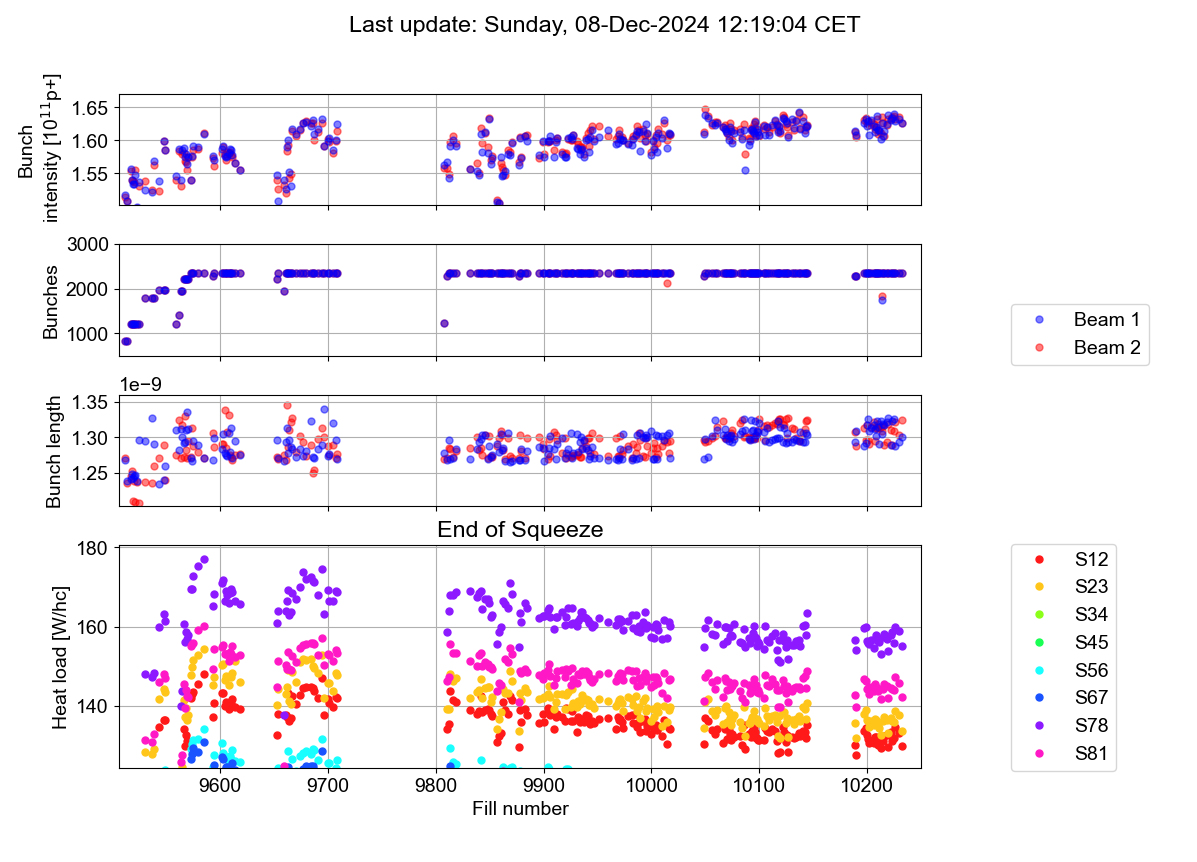 Last update: Sunday, 08-Dec-2024 12:19:04 CET
Bunch
intensity [10¹¹p+]
1.65
1.60
1.55
Bunches
3000
2000
1000
Beam 1
Beam 2
1e−9
Bunch length
1.35
1.30
1.25
End of Squeeze
Heat load [W/hc]
180
160
140
9600 9700 9800 9900 10000 10100 10200
Fill number
S12
S23
S34
S45
S56
S67
S78
S81